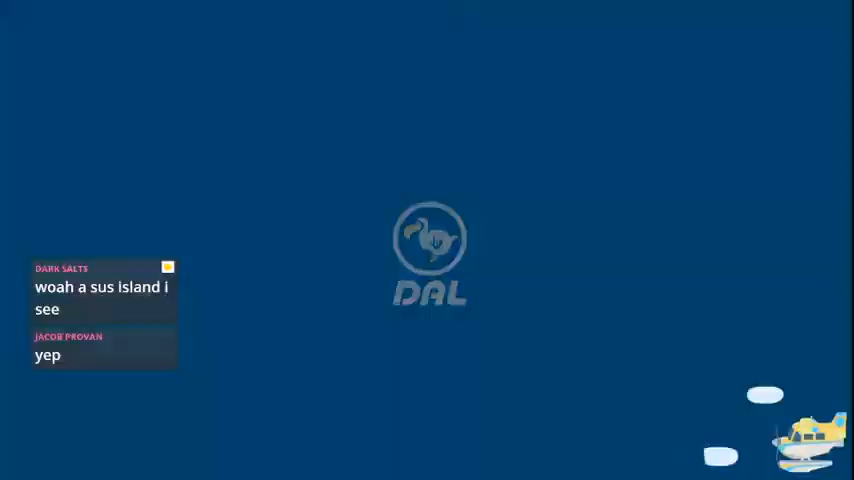 DARK SALTS
woah a sus island i
see
JACOB PROVAN
yep
DAL